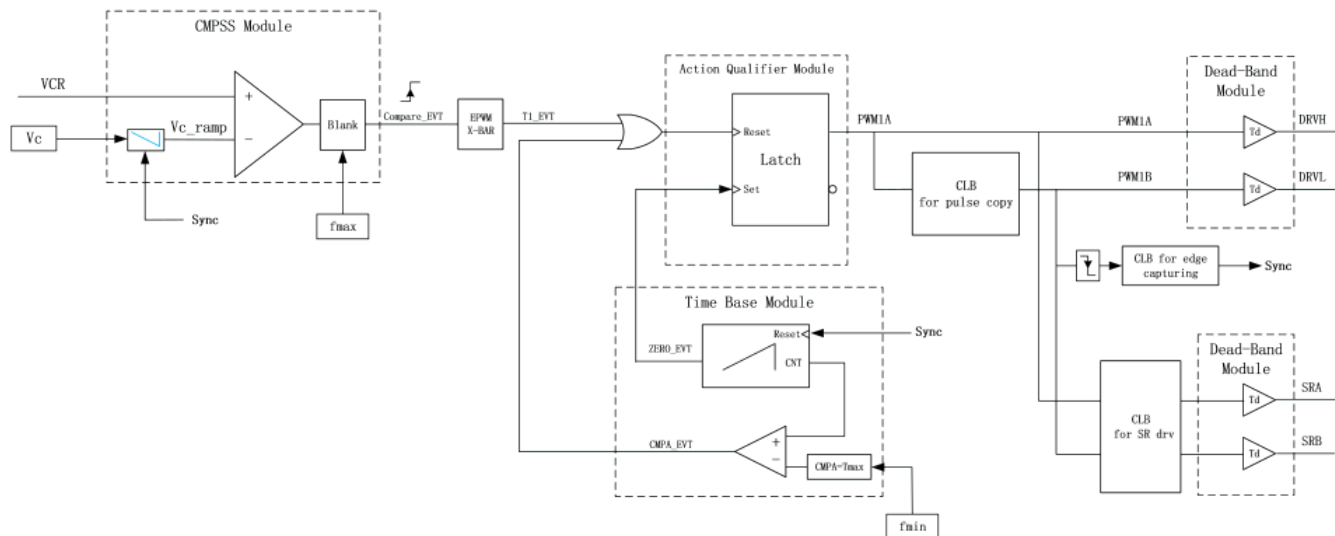 CMPSS Module
VCR
Vc
Vc_ramp
+
−
Blank
Sync
fmax
Compare_EVT
EPWM
X-BAR
T1_EVT
Action Qualifier Module
Reset
Latch
Set
PWM1A
CLB
for pulse copy
Dead-Band
Module
PWM1A
Td
DRVH
PWM1B
Td
DRVL
CLB for edge
capturing
Sync
Time Base Module
Reset
Sync
ZERO_EVT
CNT
CMPA_EVT
+
−
CMPA=Tmax
fmin
CLB
for SR drv
Dead-Band
Module
Td
SRA
Td
SRB